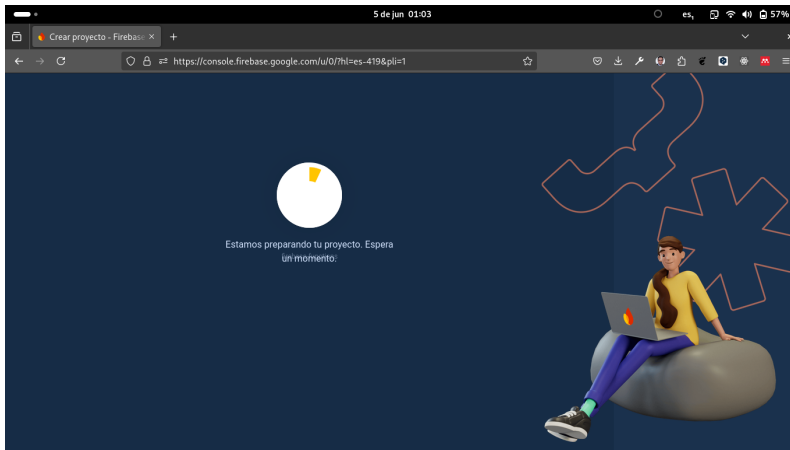 5 de jun 01:03
es,
57%
Crear proyecto - Firebase
https://console.firebase.google.com/u/0/?hl=es-419&pli=1
Estamos preparando tu proyecto. Espera
un momento.